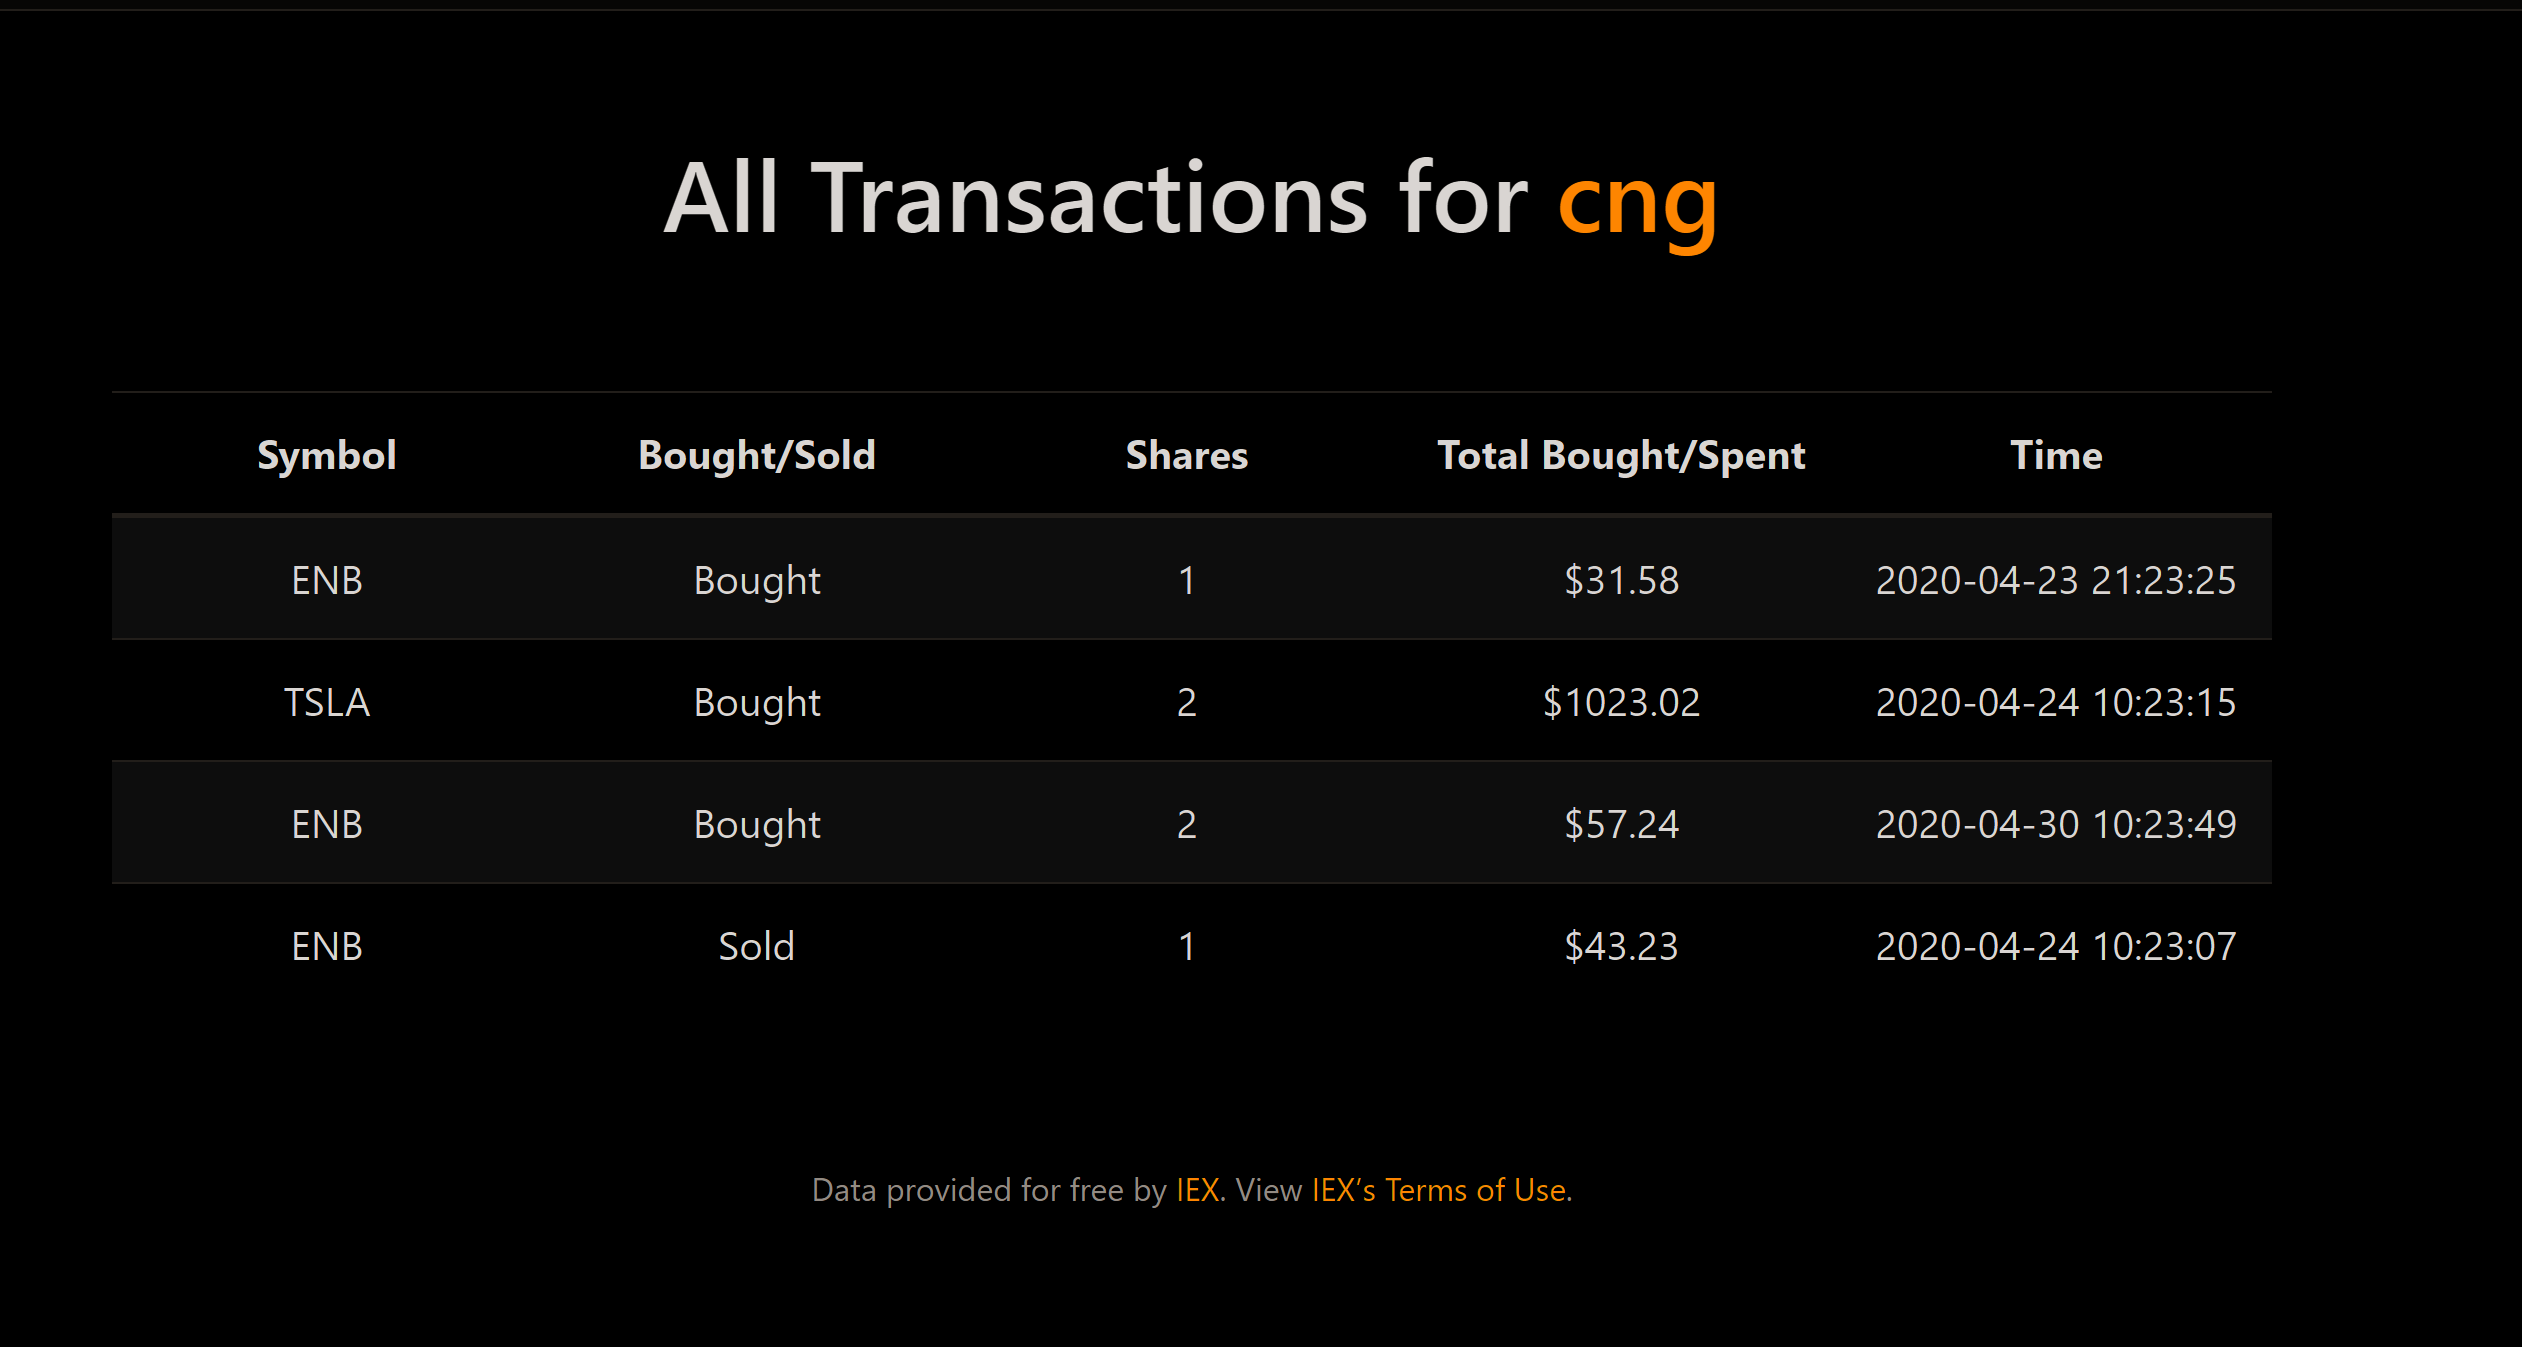 All Transactions for cng
Symbol Bought/Sold Shares Total Bought/Spent Time
ENB Bought 1 $31.58 2020-04-23 21:23:25
TSLA Bought 2 $1023.02 2020-04-24 10:23:15
ENB Bought 2 $57.24 2020-04-30 10:23:49
ENB Sold 1 $43.23 2020-04-24 10:23:07
Data provided for free by IEX. View IEX’s Terms of Use.